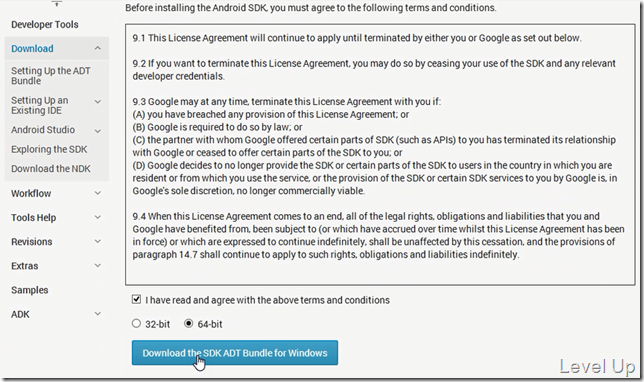 Before installing the Android SDK, you must agree to the following terms and conditions.
Developer Tools
Download
Setting Up the ADT
Bundle
Setting Up an
Existing IDE
Android Studio
Exploring the SDK
Download the NDK
Workflow
Tools Help
Revisions
Extras
Samples
ADK
9.1 This License Agreement will continue to apply until terminated by either you or Google as set out below.
9.2 If you want to terminate this License Agreement, you may do so by ceasing your use of the SDK and any relevant
developer credentials.
9.3 Google may at any time, terminate this License Agreement with you if:
(A) you have breached any provision of this License Agreement; or
(B) Google is required to do so by law; or
(C) the partner with whom Google offered certain parts of SDK (such as APIs) to you has terminated its relationship
with Google or ceased to offer certain parts of the SDK to you; or
(D) Google decides to no longer provide the SDK or certain parts of the SDK to users in the country in which you are
resident or from which you use the service, or the provision of the SDK or certain SDK services to you by Google is, in
Google's sole discretion, no longer commercially viable.
9.4 When this License Agreement comes to an end, all of the legal rights, obligations and liabilities that you and
Google have benefited from, been subject to (or which have accrued over time whilst this License Agreement has been
in force) or which are expressed to continue indefinitely, shall be unaffected by this cessation, and the provisions of
paragraph 14.7 shall continue to apply to such rights, obligations and liabilities indefinitely.
I have read and agree with the above terms and conditions
32-bit 64-bit
Download the SDK ADT Bundle for Windows
Level Up